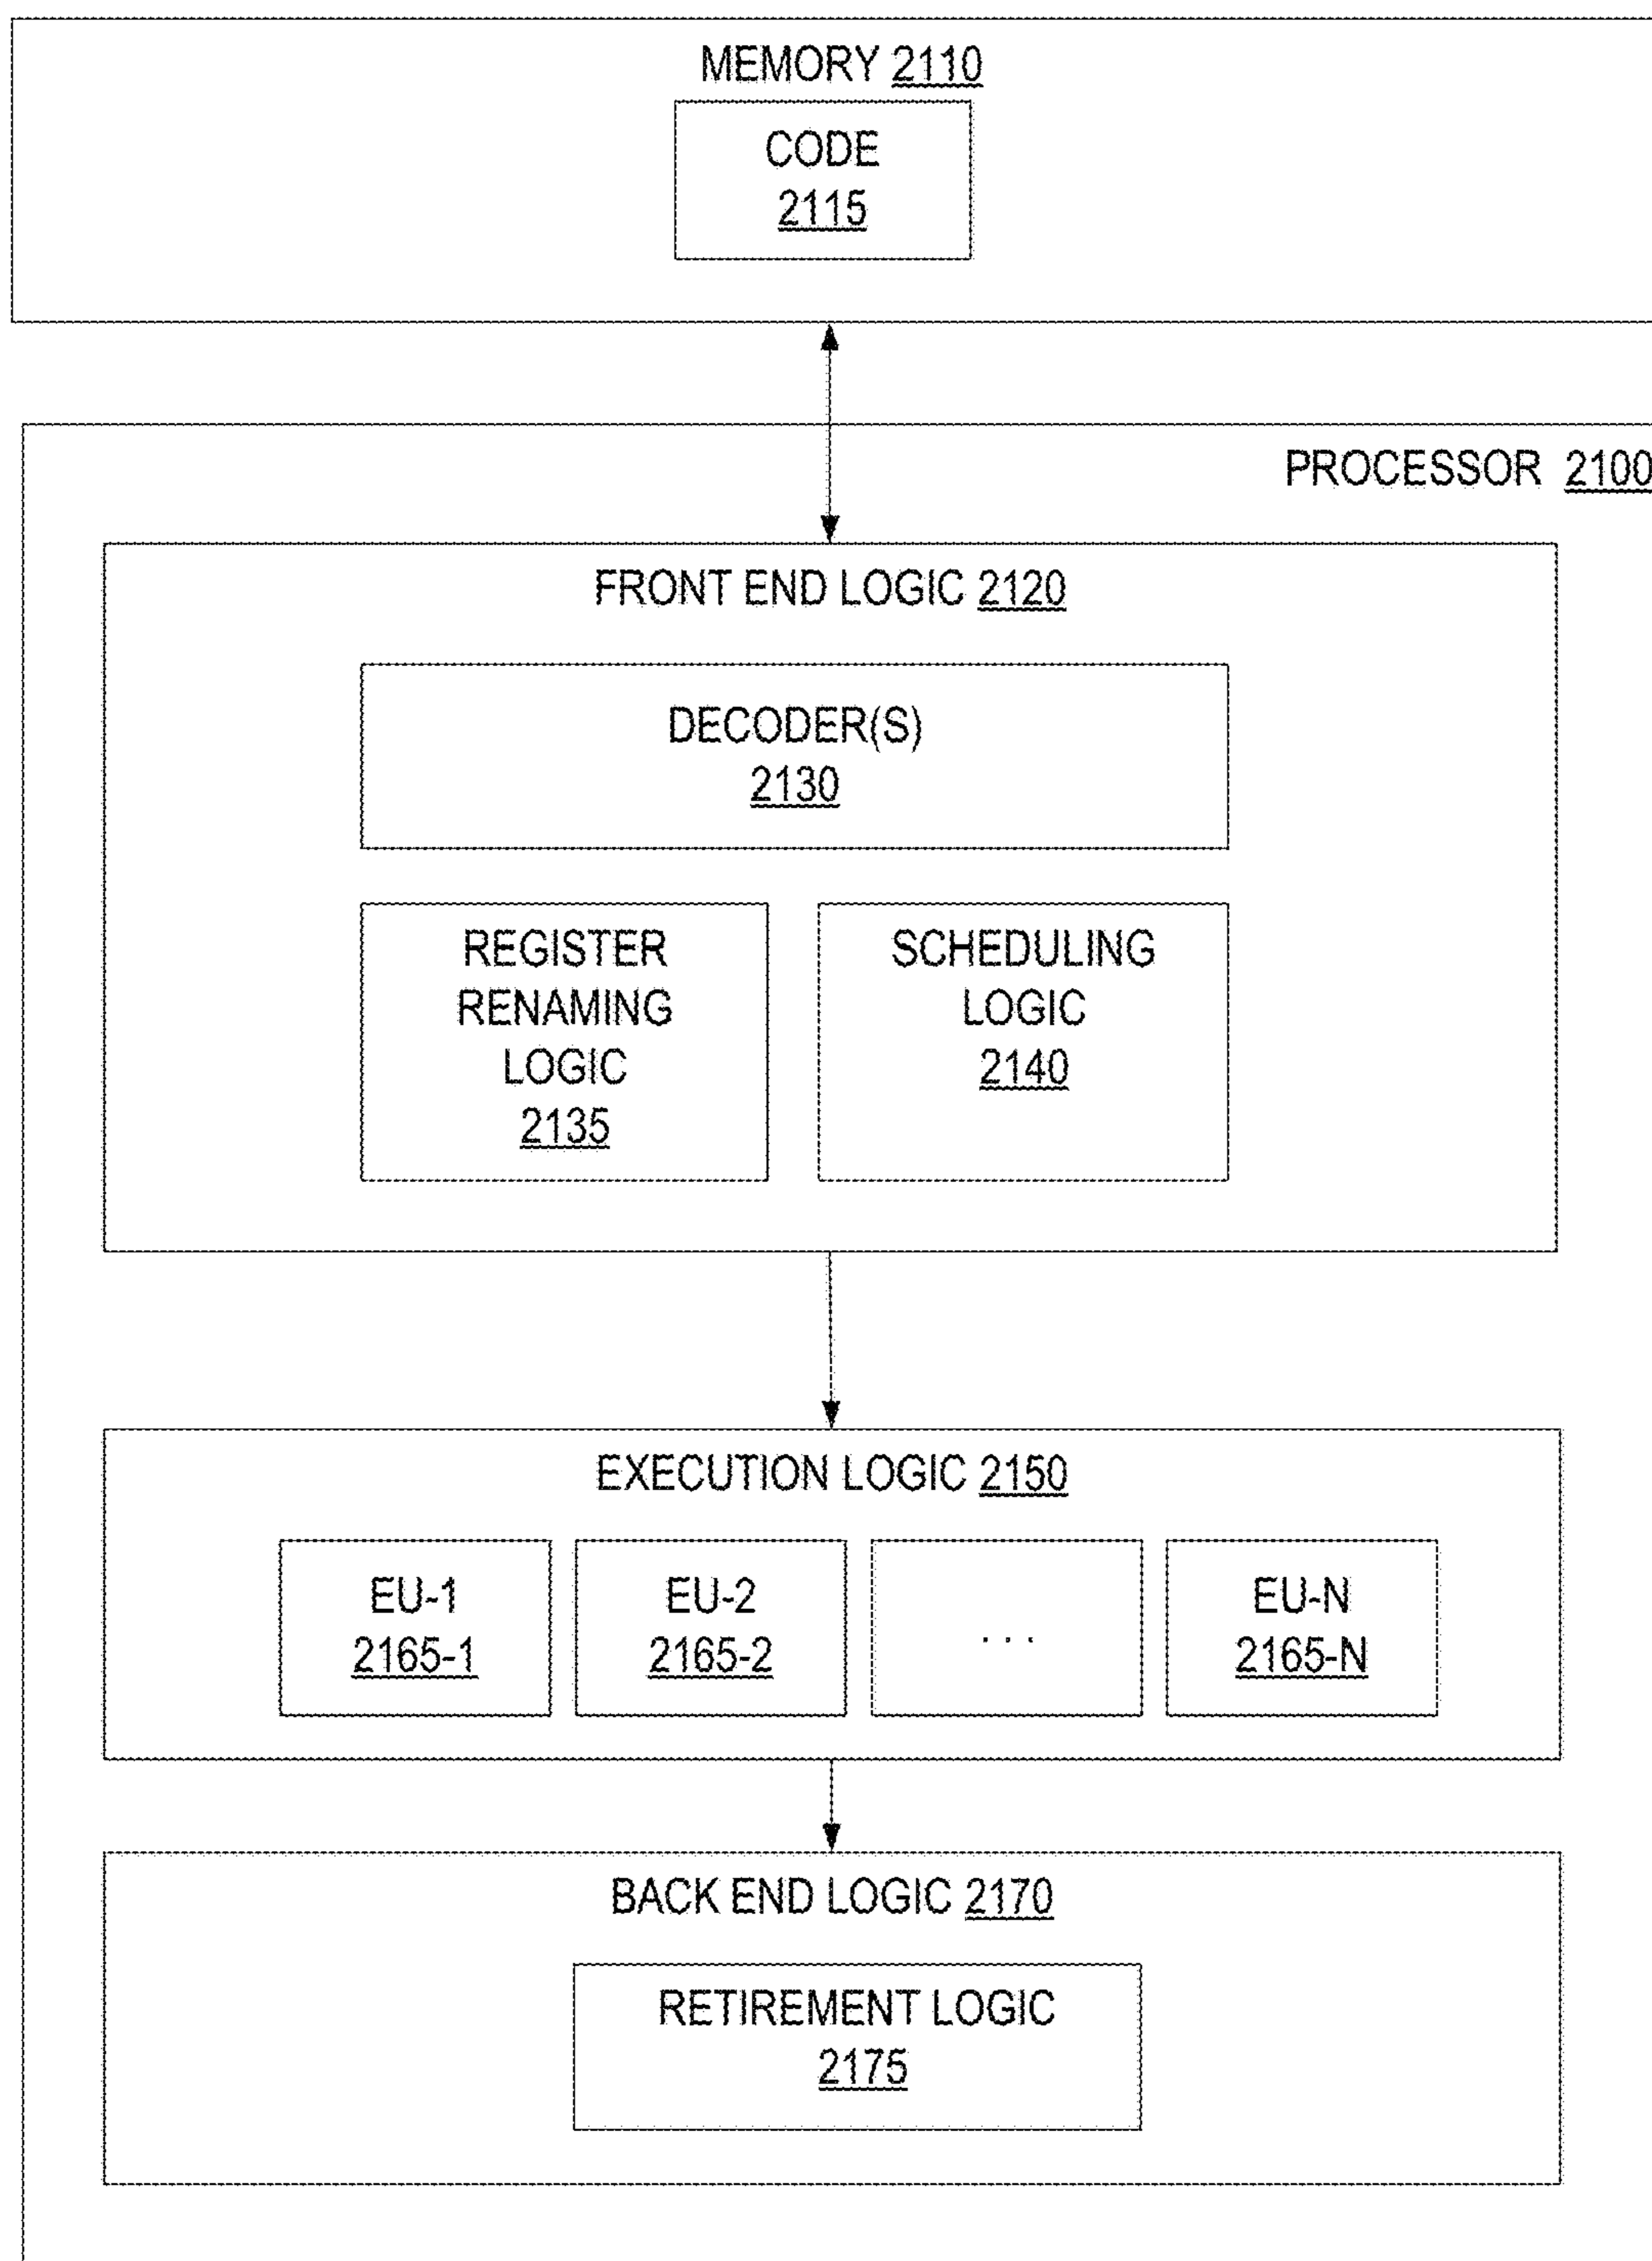 MEMORY 2110
CODE
2115
PROCESSOR 2100
FRONT END LOGIC 2120
DECODER(S)
2130
REGISTER
RENAMING
LOGIC
2135
SCHEDULING
LOGIC
2140
EXECUTION LOGIC 2150
EU-1
2165-1
EU-2
2165-2
. . .
EU-N
2165-N
BACK END LOGIC 2170
RETIREMENT LOGIC
2175